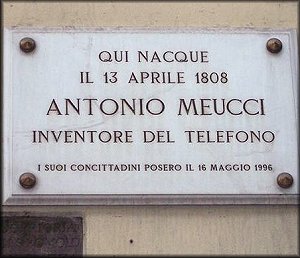 QUI NACQUE
IL 13 APRILE 1808
ANTONIO MEUCCI
INVENTORE DEL TELEFONO
I SUOI CONCITTADINI POSERO IL 16 MAGGIO 1996